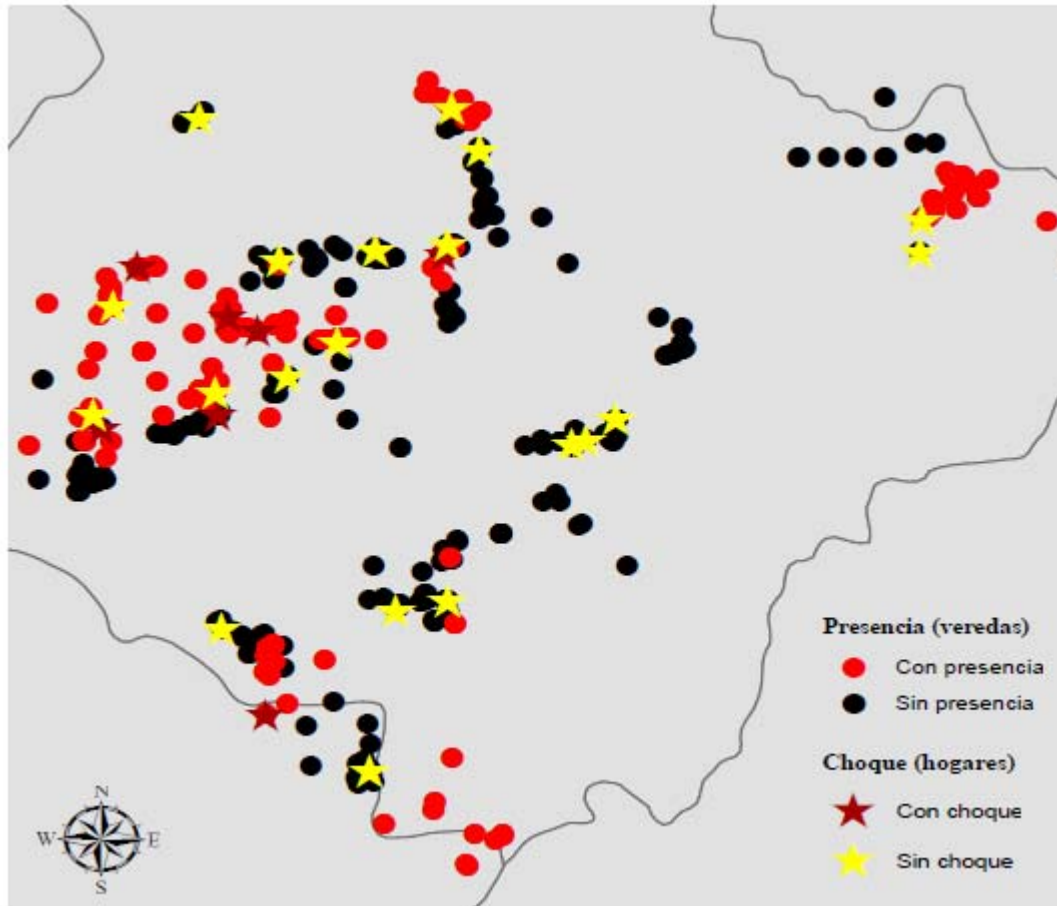 Presencia (veredas)
Con presencia
Sin presencia
Choque (hogares)
Con choque
Sin choque
N
W E
S